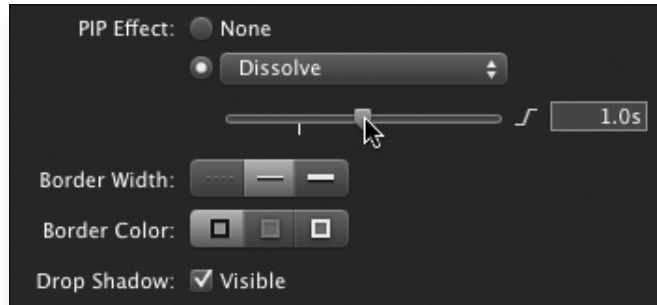 PIP Effect: None
Dissolve
1.0s
Border Width:
Border Color:
Drop Shadow: Visible